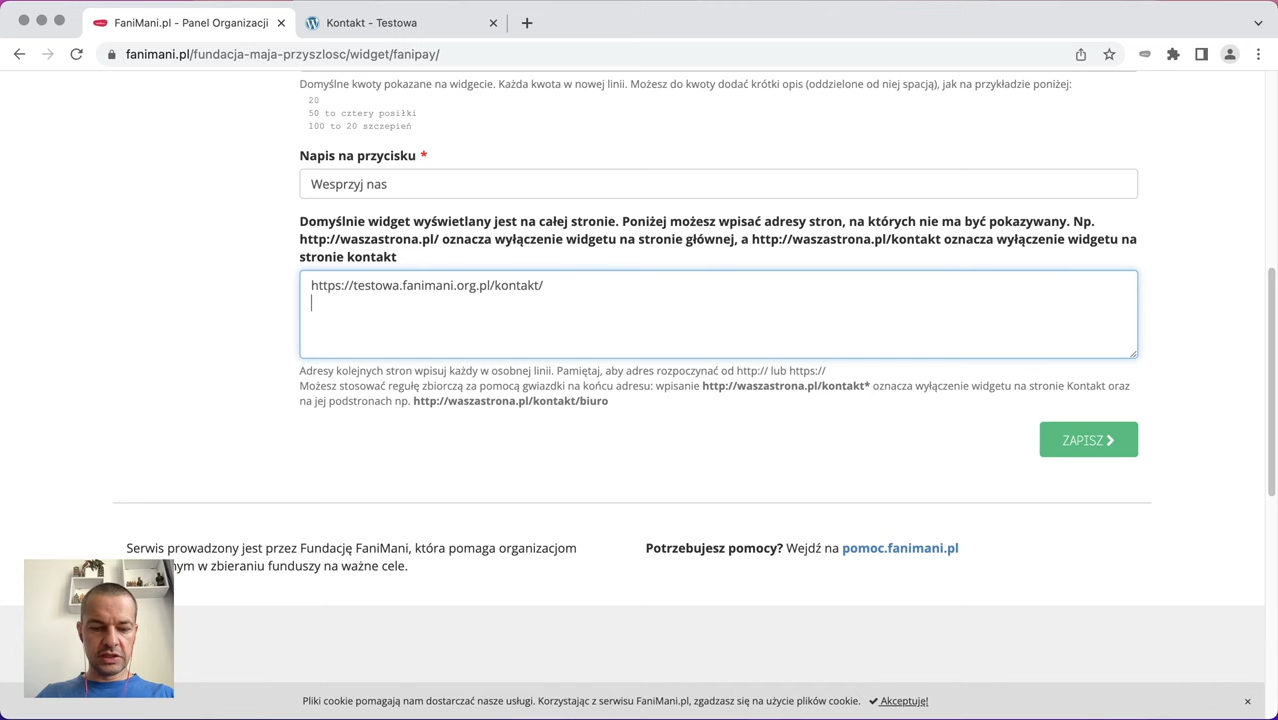 FaniMani.pl - Panel Organizacji
Kontakt - Testowa
fanimani.pl/fundacja-maja-przyszlosc/widget/fanipay/
Domyślne kwoty pokazane na widgecie. Każda kwota w nowej linii. Możesz do kwoty dodać krótki opis (oddzielone od niej spacją), jak na przykładzie poniżej:
20
50 to cztery posiłki
100 to 20 szczepień
Napis na przycisku *
Wesprzyj nas
Domyślnie widget wyświetlany jest na całej stronie. Poniżej możesz wpisać adresy stron, na których nie ma być pokazywany. Np.
http://waszastrona.pl/ oznacza wyłączenie widgetu na stronie głównej, a http://waszastrona.pl/kontakt oznacza wyłączenie widgetu na
stronie kontakt
https://testowa.fanimani.org.pl/kontakt/
Adresy kolejnych stron wpisuj każdy w osobnej linii. Pamiętaj, aby adres rozpoczynać od http:// lub https://
Możesz stosować regułę zbiorczą za pomocą gwiazdki na końcu adresu: wpisanie http://waszastrona.pl/kontakt* oznacza wyłączenie widgetu na stronie Kontakt oraz
na jej podstronach np. http://waszastrona.pl/kontakt/biuro
ZAPISZ
Serwis prowadzony jest przez Fundację FaniMani, która pomaga organizacjom
nym w zbieraniu funduszy na ważne cele.
Potrzebujesz pomocy? Wejdź na pomoc.fanimani.pl
Pliki cookie pomagają nam dostarczać nasze usługi. Korzystając z serwisu FaniMani.pl, zgadzasz się na użycie plików cookie. Akceptuję!